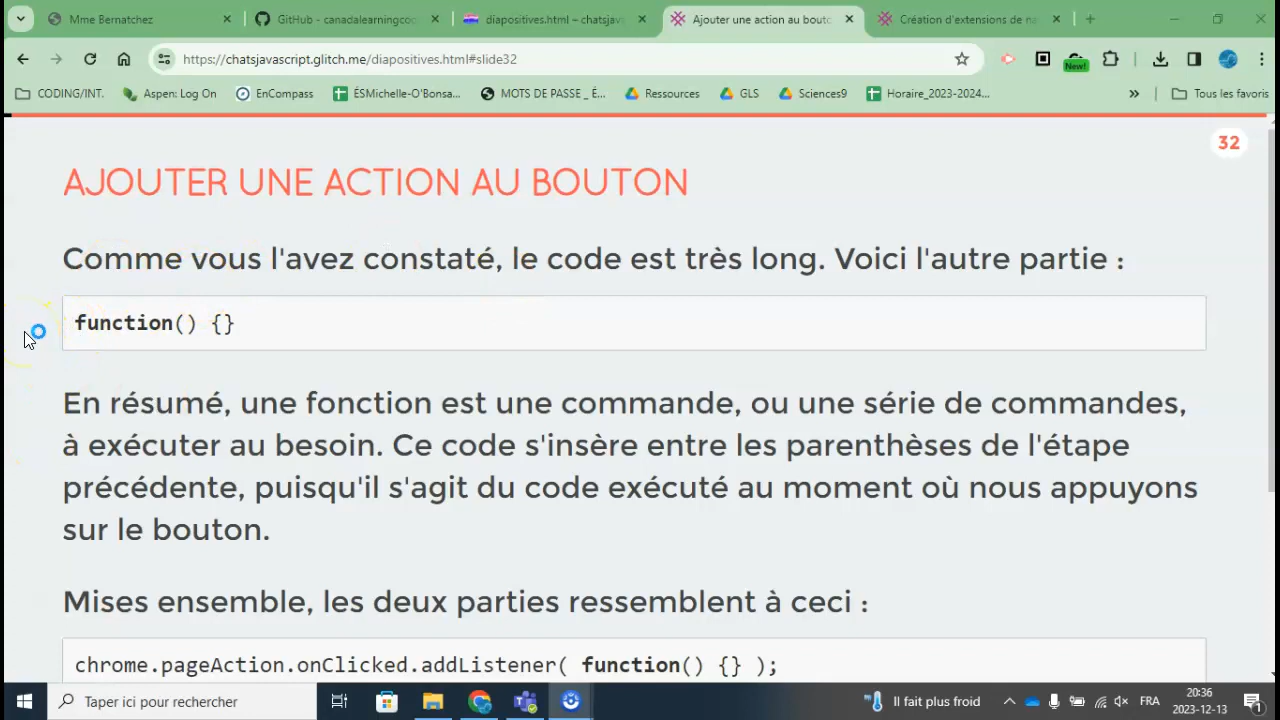 Mme Bernatchez
GitHub - canadalearningcoc
diapositives.html – chatsjavas
Ajouter une action au bouto
Création d'extensions de na
https://chatsjavascript.glitch.me/diapositives.html#slide32
New!
CODING/INT.
Aspen: Log On
EnCompass
ÉSMichelle-O'Bonsa...
MOTS DE PASSE _ É...
Ressources
GLS
Sciences9
Horaire_2023-2024...
»
Tous les favoris
32
AJOUTER UNE ACTION AU BOUTON
Comme vous l'avez constaté, le code est très long. Voici l'autre partie :
function() {}
En résumé, une fonction est une commande, ou une série de commandes,
à exécuter au besoin. Ce code s'insère entre les parenthèses de l'étape
précédente, puisqu'il s'agit du code exécuté au moment où nous appuyons
sur le bouton.
Mises ensemble, les deux parties ressemblent à ceci :
chrome.pageAction.onClicked.addListener( function() {} );
Taper ici pour rechercher
Il fait plus froid
FRA
20:36
2023-12-13
1